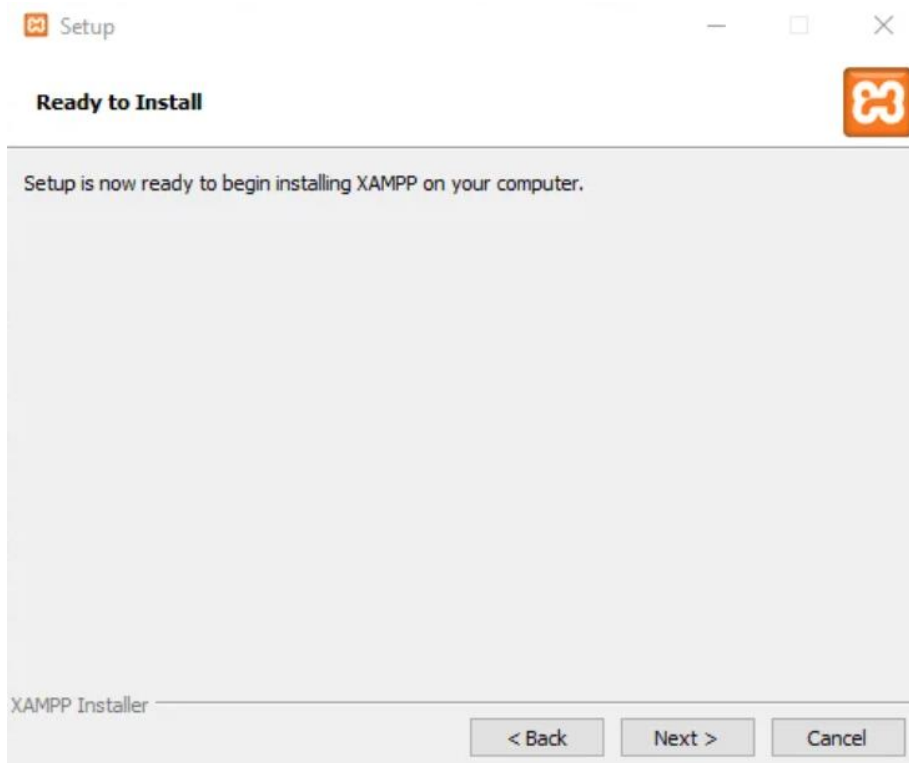 Setup
Ready to Install
Setup is now ready to begin installing XAMPP on your computer.
XAMPP Installer
< Back
Next >
Cancel